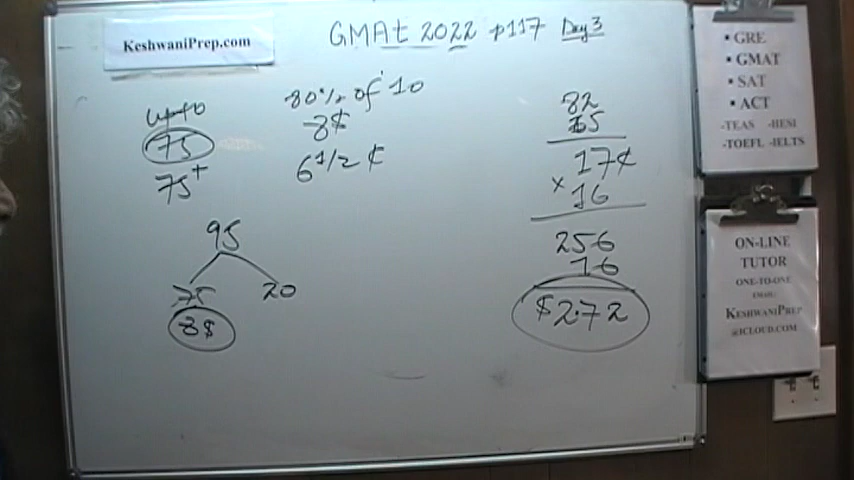 KeshwaniPrep.com
GMAt 2022 p117 Day 3
upto
75
75+
80% of 10
8¢
6 1/2 ¢
95
75 20
8$
82
65
17¢
x 16
256
16
$2.72
• GRE
• GMAT
• SAT
• ACT
-TEAS -HESI
-TOEFL -IELTS
ON-LINE
TUTOR
ONE-TO-ONE
EMAIL:
KESHWANIPREP
@ICLOUD.COM